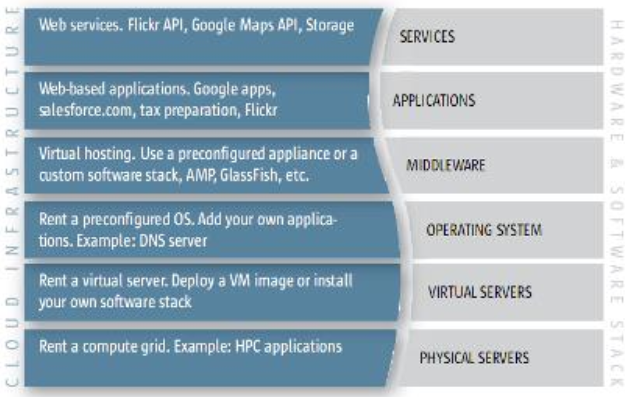 CLOUD INFRASTRUCTURE
Web services. Flickr API, Google Maps API, Storage
SERVICES
Web-based applications. Google apps,
salesforce.com, tax preparation, Flickr
APPLICATIONS
Virtual hosting. Use a preconfigured appliance or a
custom software stack, AMP, GlassFish, etc.
MIDDLEWARE
Rent a preconfigured OS. Add your own applica-
tions. Example: DNS server
OPERATING SYSTEM
Rent a virtual server. Deploy a VM image or install
your own software stack
VIRTUAL SERVERS
Rent a compute grid. Example: HPC applications
PHYSICAL SERVERS
HARDWARE & SOFTWARE STACK